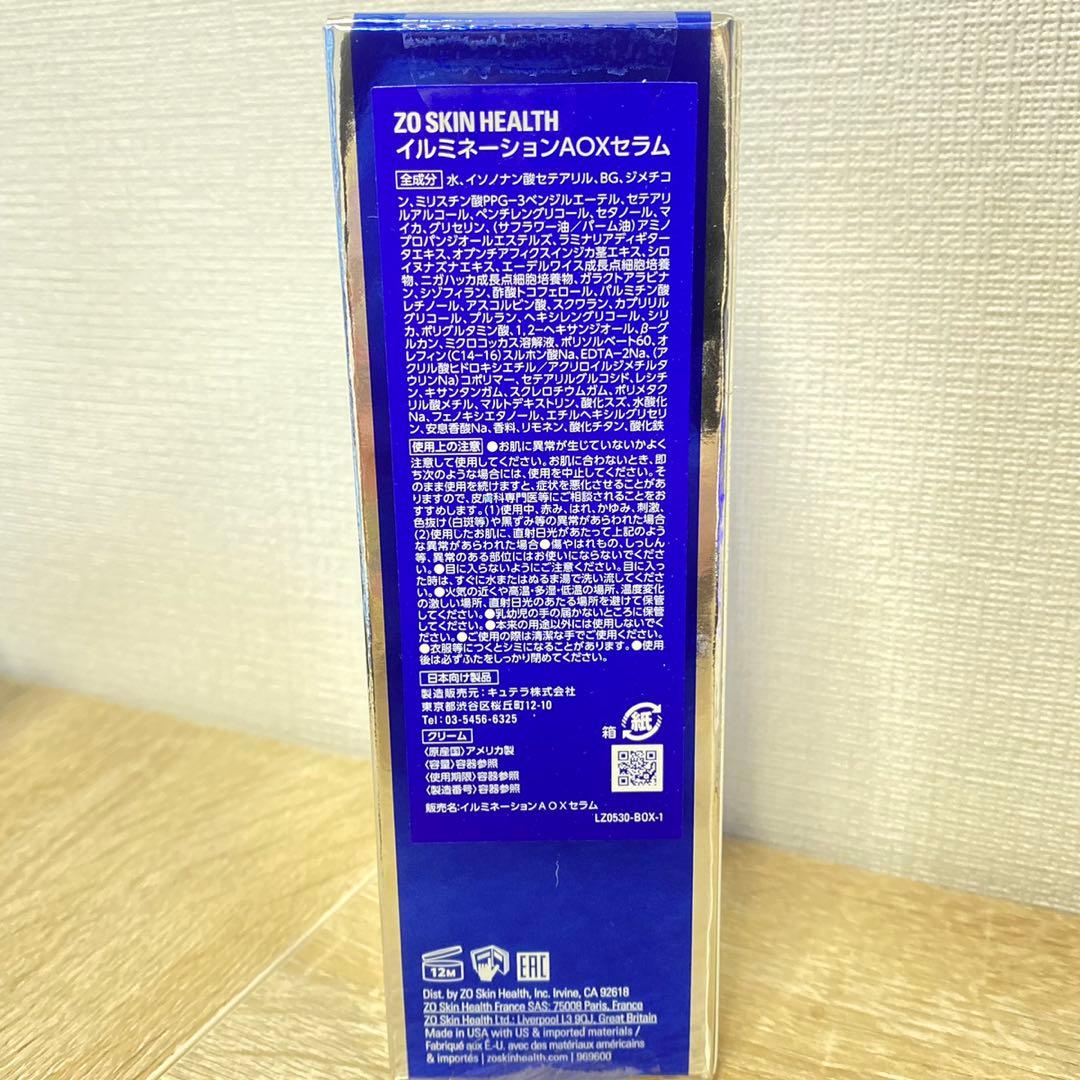 ZO SKIN HEALTH
イルミネーションAOXセラム
全成分 水、イソノナン酸セテアリル、BG、ジメチコ
ン、ミリスチン酸PPG-3ベンジルエーテル、セテアリ
ルアルコール、ペンチレングリコール、セタノール、マ
イカ、グリセリン、(サフラワー油/パーム油)アミノ
プロパンジオールエステルズ、ラミナリアディギター
タエキス、オプンチアフィクスインジカ茎エキス、シロ
イヌナズナエキス、エーデルワイス成長点細胞培養
物、ニガハッカ成長点細胞培養物、ガラクトアラビナ
ン、シゾフィラン、酢酸トコフェロール、パルミチン酸
レチノール、アスコルビン酸、スクワラン、カプリリル
グリコール、プルラン、ヘキシレングリコール、シリ
カ、ポリグルタミン酸、1,2-ヘキサンジオール、β-グ
ルカン、ミクロコッカス溶解液、ポリソルベート60、オ
レフィン(C14-16)スルホン酸Na、EDTA-2Na、(ア
クリル酸ヒドロキシエチル/アクリロイルジメチルタ
ウリンNa)コポリマー、セテアリルグルコシド、レシチ
ン、キサンタンガム、スクレロチウムガム、ポリメタク
リル酸メチル、マルトデキストリン、酸化スズ、水酸化
Na、フェノキシエタノール、エチルヘキシルグリセリ
ン、安息香酸Na、香料、リモネン、酸化チタン、酸化鉄
使用上の注意 ●お肌に異常が生じていないかよく
注意して使用してください。お肌に合わないとき、即
ち次のような場合には、使用を中止してください。そ
のまま使用を続けますと、症状を悪化させることがあ
りますので、皮膚科専門医等にご相談されることをお
すすめします。(1)使用中、赤み、はれ、かゆみ、刺激、
色抜け(白斑等)や黒ずみ等の異常があらわれた場合
(2)使用したお肌に、直射日光があたって上記のよう
な異常があらわれた場合●傷やはれもの、しっしん
等、異常のある部位にはお使いにならないでくださ
い。●目に入らないようにご注意ください。目に入っ
た時は、すぐに水またはぬるま湯で洗い流してくださ
い。●火気の近くや高温・多湿・低温の場所、温度変化
の激しい場所、直射日光のあたる場所を避けて保管
してください。●乳幼児の手の届かないところに保管
してください。●本来の用途以外には使用しないでく
ださい。●ご使用の際は清潔な手でご使用ください。
●衣服等につくとシミになることがあります。●使用
後は必ずふたをしっかり閉めてください。
日本向け製品
製造販売元:キュテラ株式会社
東京都渋谷区桜丘町12-10
Tel:03-5456-6325
箱 紙
クリーム
〈原産国〉アメリカ製
〈容量〉容器参照
〈使用期限〉容器参照
〈製造番号〉容器参照
販売名:イルミネーションAOXセラム
LZ0530-BOX-1
12M EAC
Dist. by ZO Skin Health, Inc. Irvine, CA 92618
ZO Skin Health France SAS: 75008 Paris, France
ZO Skin Health Ltd.: Liverpool L3 9QJ, Great Britain
Made in USA with US & imported materials /
Fabriqué aux É.-U. avec des matériaux américains
& importés | zoskinhealth.com | 969600